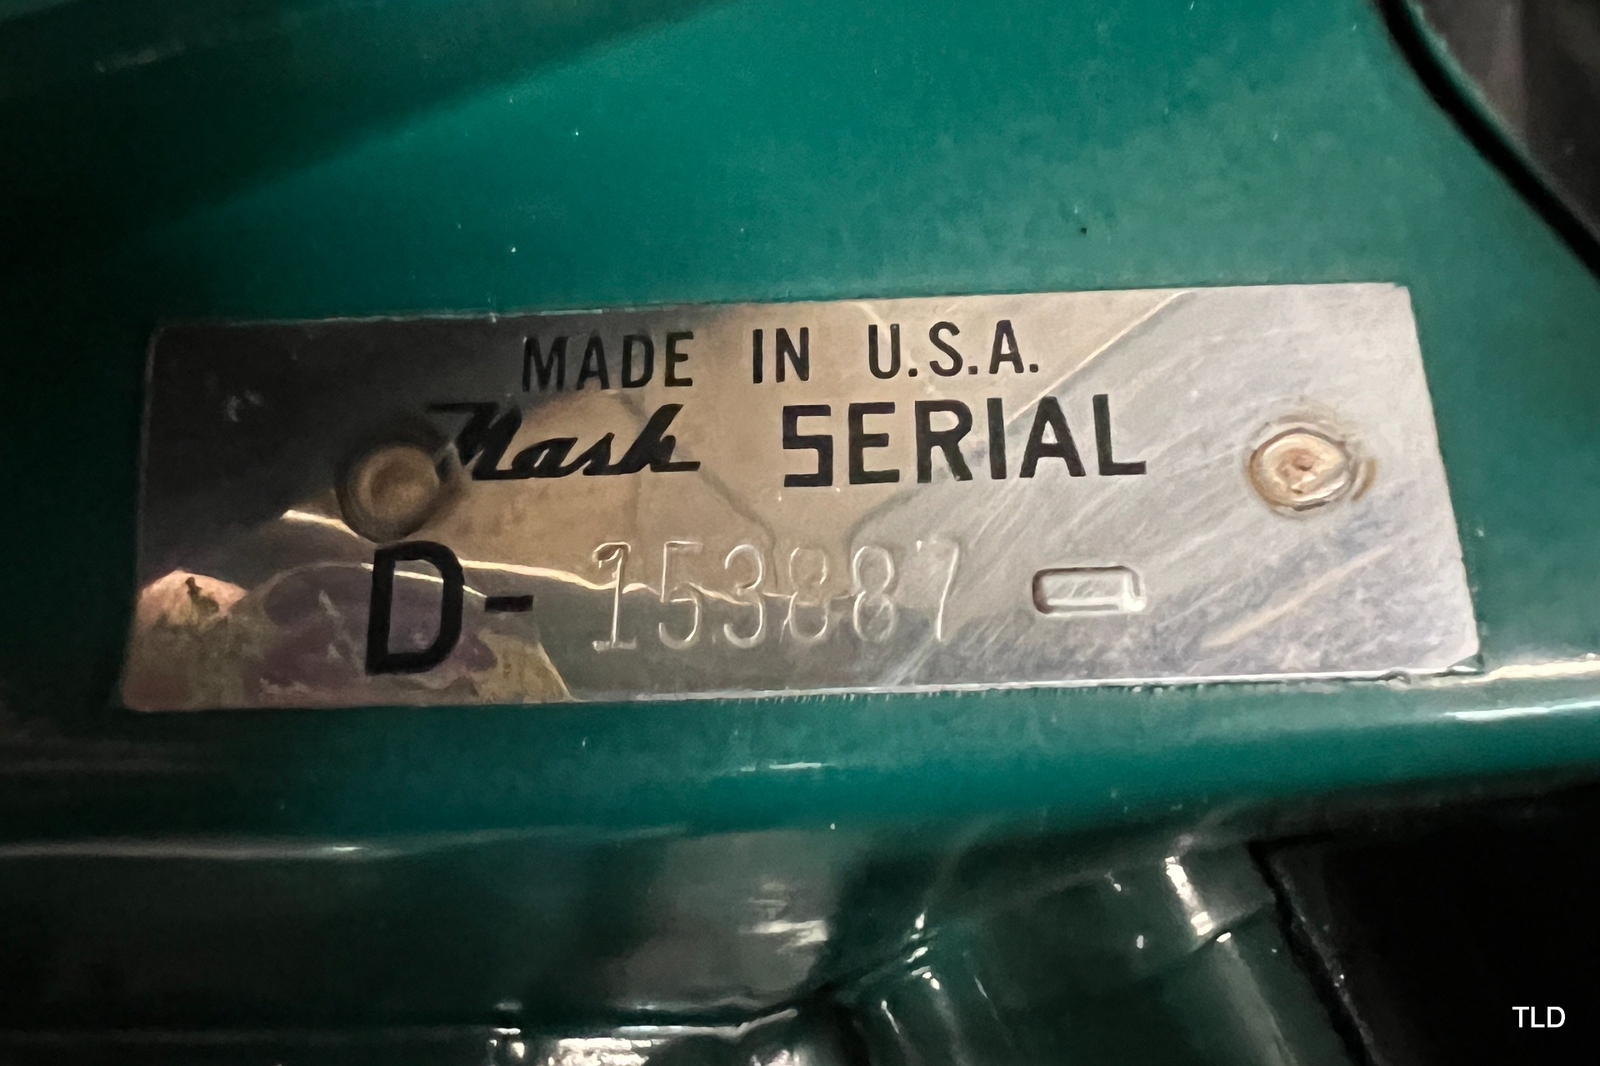 MADE IN U.S.A.
Nash SERIAL
D- 153887
TLD